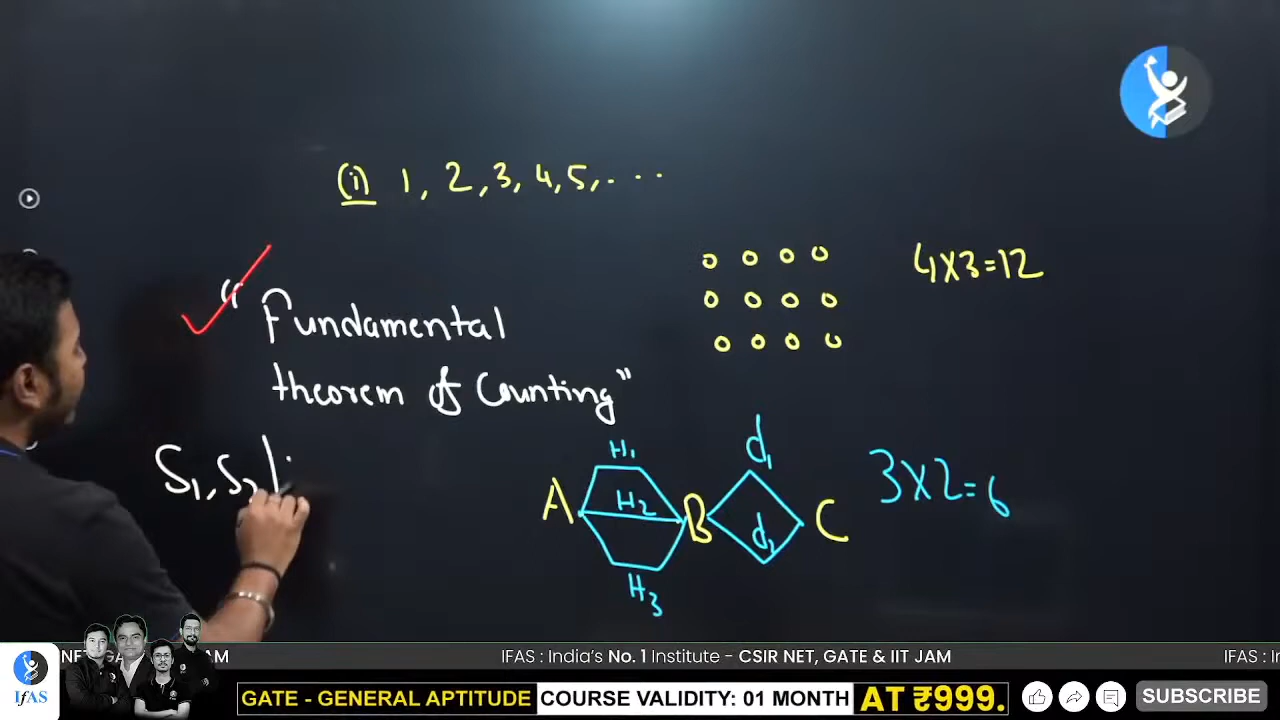 (i) 1, 2, 3, 4, 5, . . .
4x3=12
"Fundamental
theorem of Counting"
S1, S2
A
H1
H2
H3
B
d1
d2
C
3x2=6
IFAS : India's No. 1 Institute - CSIR NET, GATE & IIT JAM
IFAS
GATE - GENERAL APTITUDE COURSE VALIDITY: 01 MONTH AT ₹999.
SUBSCRIBE